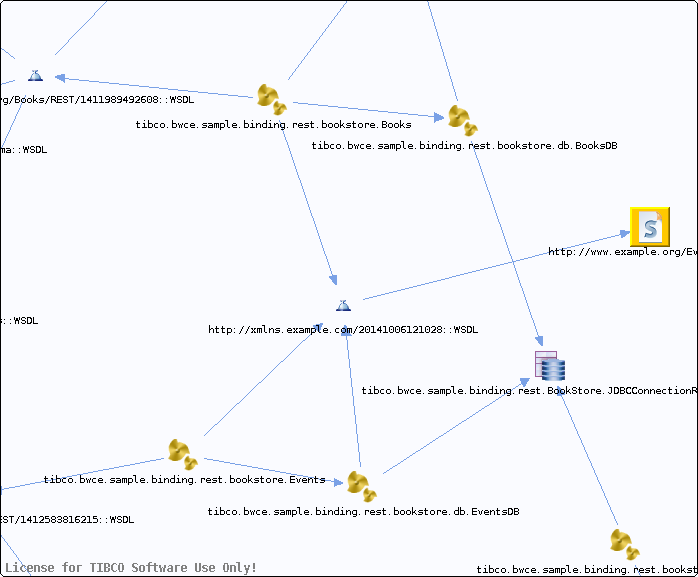 rg/Books/REST/1411989492608::WSDL
tibco.bwce.sample.binding.rest.bookstore.Books
tibco.bwce.sample.binding.rest.bookstore.db.BooksDB
ma::WSDL
http://www.example.org/Ev
s::WSDL
http://xmlns.example.com/20141006121028::WSDL
tibco.bwce.sample.binding.rest.BookStore.JDBCConnectionR
tibco.bwce.sample.binding.rest.bookstore.Events
tibco.bwce.sample.binding.rest.bookstore.db.EventsDB
EST/1412583816215::WSDL
License for TIBCO Software Use Only!
tibco.bwce.sample.binding.rest.bookst